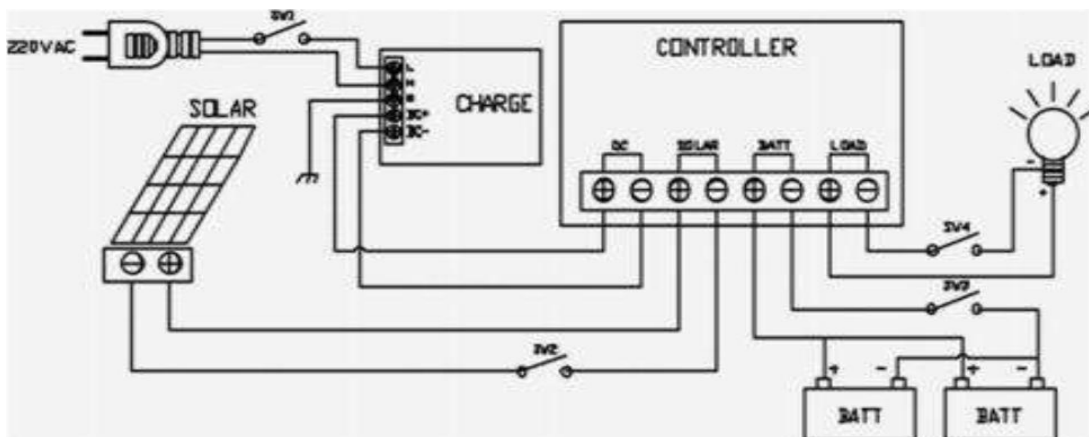 SW1
220VAC
CONTROLLER
LOAD
SOLAR
L
N
DC+
DC-
CHARGE
DC SOLAR BATT LOAD
+ - + - + - + -
-
+
SW4
- +
SW3
SW2
+ - + -
BATT BATT